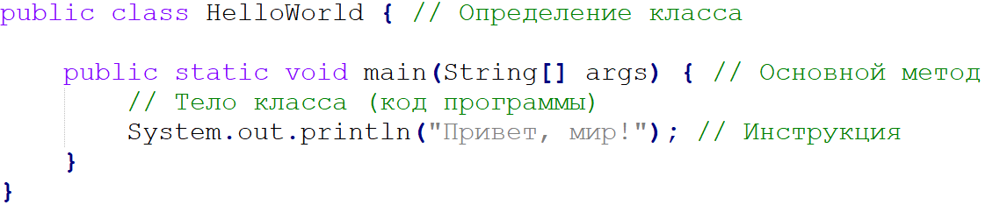 public class HelloWorld { // Определение класса
public static void main(String[] args) { // Основной метод
// Тело класса (код программы)
System.out.println("Привет, мир!"); // Инструкция
}
}